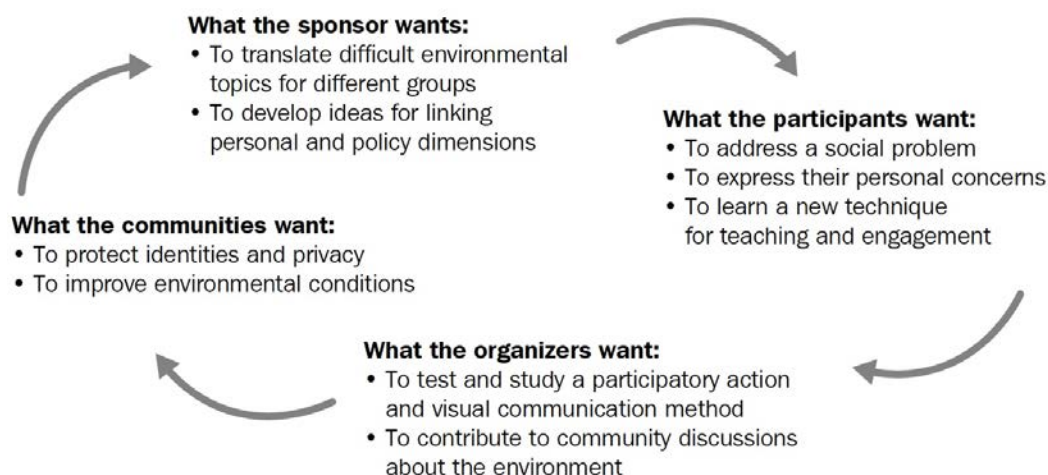 What the sponsor wants:
• To translate difficult environmental
topics for different groups
• To develop ideas for linking
personal and policy dimensions
What the participants want:
• To address a social problem
• To express their personal concerns
• To learn a new technique
for teaching and engagement
What the organizers want:
• To test and study a participatory action
and visual communication method
• To contribute to community discussions
about the environment
What the communities want:
• To protect identities and privacy
• To improve environmental conditions